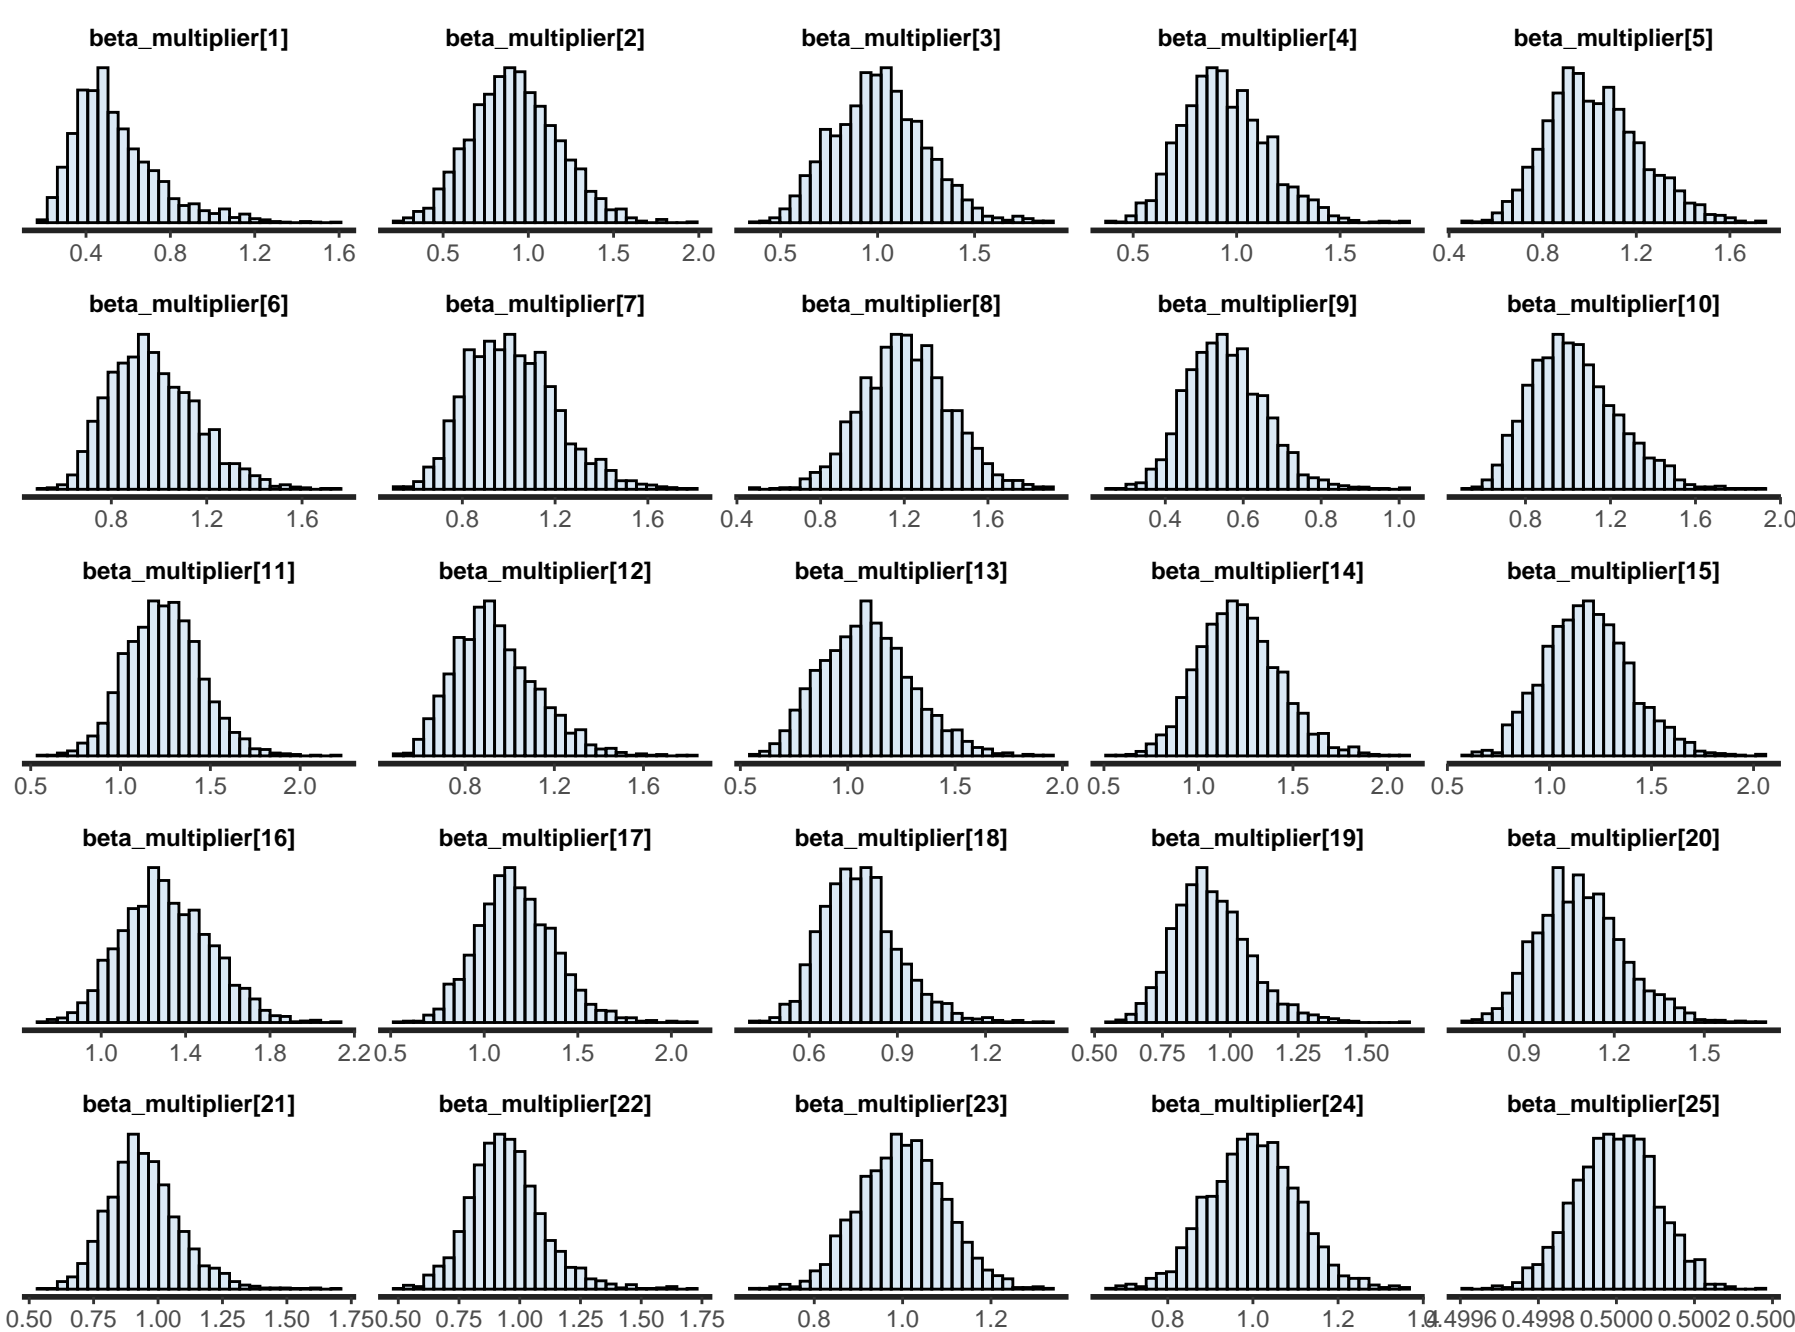 beta_multiplier[1] beta_multiplier[2] beta_multiplier[3] beta_multiplier[4] beta_multiplier[5]
0.4 0.8 1.2 1.6 0.5 1.0 1.5 2.0 0.5 1.0 1.5 0.5 1.0 1.5 0.4 0.8 1.2 1.6
beta_multiplier[6] beta_multiplier[7] beta_multiplier[8] beta_multiplier[9] beta_multiplier[10]
0.8 1.2 1.6 0.8 1.2 1.6 0.4 0.8 1.2 1.6 0.4 0.6 0.8 1.0 0.8 1.2 1.6 2.0
beta_multiplier[11] beta_multiplier[12] beta_multiplier[13] beta_multiplier[14] beta_multiplier[15]
0.5 1.0 1.5 2.0 0.8 1.2 1.6 0.5 1.0 1.5 2.0 0.5 1.0 1.5 2.0 0.5 1.0 1.5 2.0
beta_multiplier[16] beta_multiplier[17] beta_multiplier[18] beta_multiplier[19] beta_multiplier[20]
1.0 1.4 1.8 2.2 0.5 1.0 1.5 2.0 0.6 0.9 1.2 0.50 0.75 1.00 1.25 1.50 0.9 1.2 1.5
beta_multiplier[21] beta_multiplier[22] beta_multiplier[23] beta_multiplier[24] beta_multiplier[25]
0.50 0.75 1.00 1.25 1.50 1.75 0.50 0.75 1.00 1.25 1.50 1.75 0.8 1.0 1.2 0.8 1.0 1.2 0.4998 0.5000 0.5002 0.500